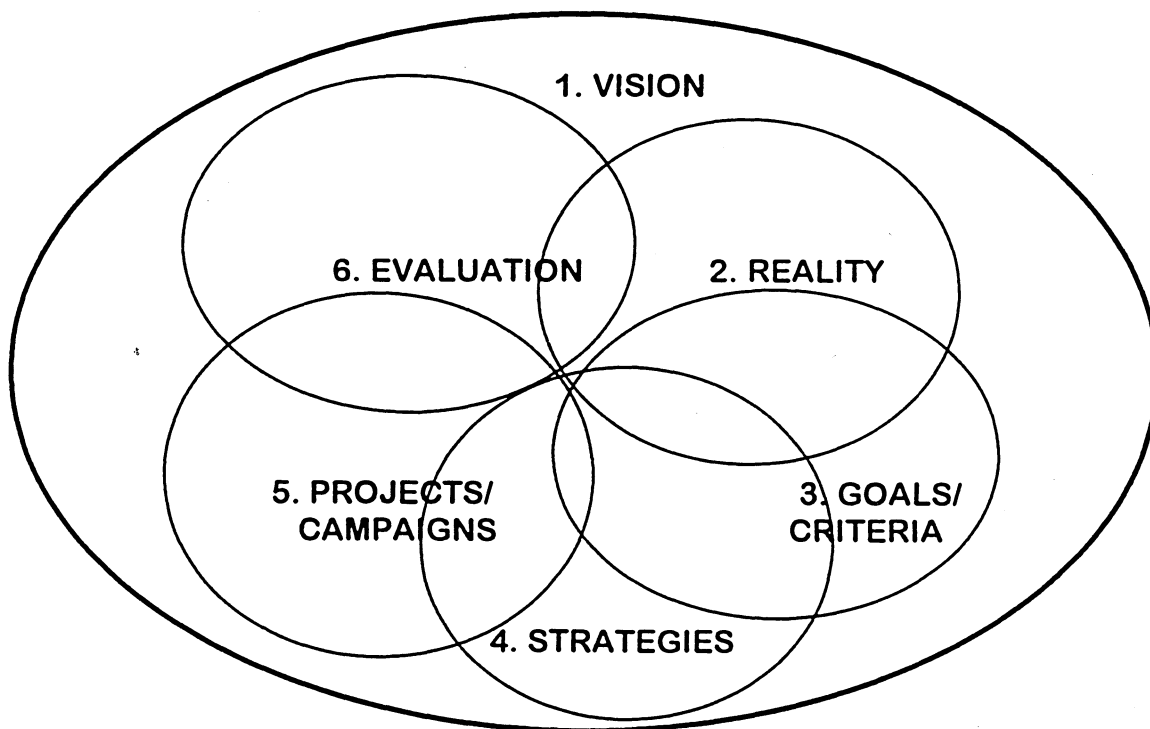 1. VISION
2. REALITY
3. GOALS/
CRITERIA
4. STRATEGIES
5. PROJECTS/
CAMPAIGNS
6. EVALUATION